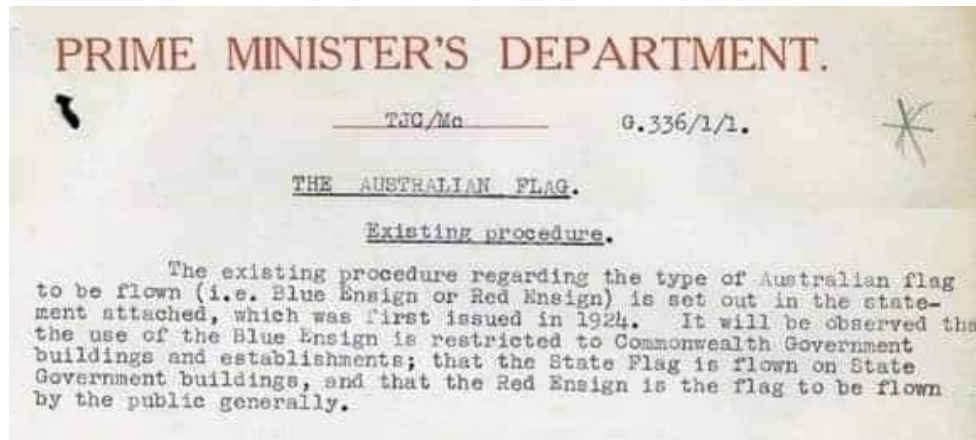 PRIME MINISTER'S DEPARTMENT.
TJC/Mc G.336/1/1.
THE AUSTRALIAN FLAG.
Existing procedure.
The existing procedure regarding the type of Australian flag
to be flown (i.e. Blue Ensign or Red Ensign) is set out in the state-
ment attached, which was first issued in 1924. It will be observed tha
the use of the Blue Ensign is restricted to Commonwealth Government
buildings and establishments; that the State Flag is flown on State
Government buildings, and that the Red Ensign is the flag to be flown
by the public generally.